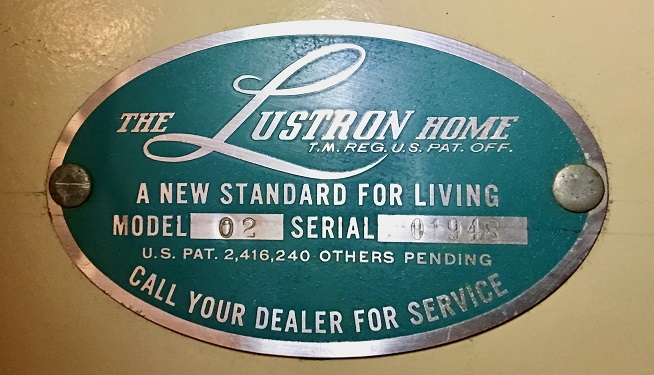 THE LUSTRON HOME
T.M. REG. U.S. PAT. OFF.
A NEW STANDARD FOR LIVING
MODEL 02 SERIAL 01948
U.S. PAT. 2,416,240 OTHERS PENDING
CALL YOUR DEALER FOR SERVICE